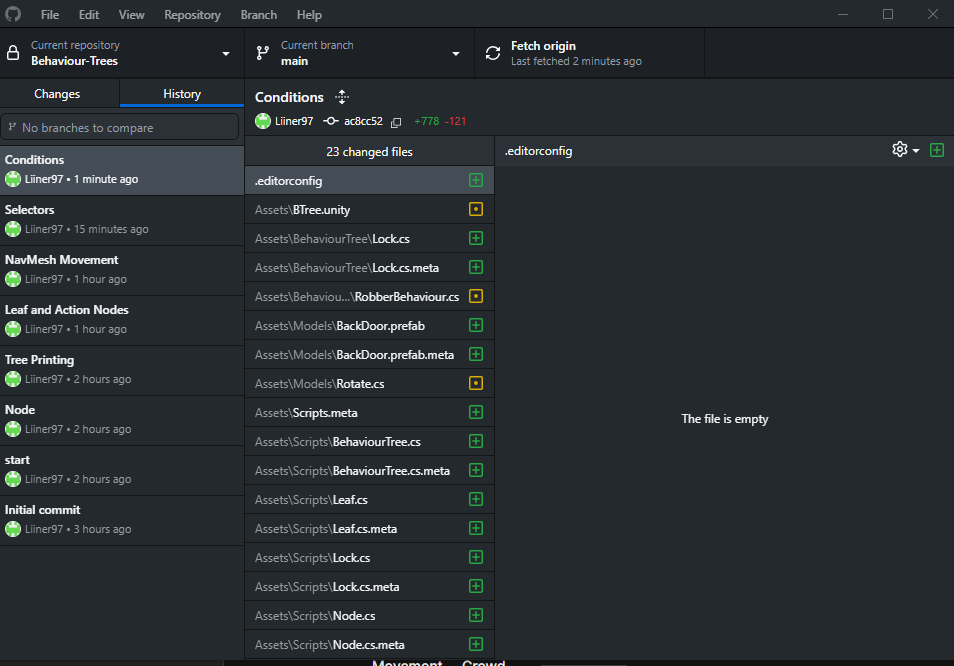 File Edit View Repository Branch Help
Current repository
Behaviour-Trees
Current branch
main
Fetch origin
Last fetched 2 minutes ago
Changes History
No branches to compare
Conditions
Liiner97 • 1 minute ago
Selectors
Liiner97 • 15 minutes ago
NavMesh Movement
Liiner97 • 1 hour ago
Leaf and Action Nodes
Liiner97 • 1 hour ago
Tree Printing
Liiner97 • 2 hours ago
Node
Liiner97 • 2 hours ago
start
Liiner97 • 2 hours ago
Initial commit
Liiner97 • 3 hours ago
Conditions
Liiner97 ac8cc52 +778 -121
23 changed files
.editorconfig
Assets\BTree.unity
Assets\BehaviourTree\Lock.cs
Assets\BehaviourTree\Lock.cs.meta
Assets\Behaviou...\RobberBehaviour.cs
Assets\Models\BackDoor.prefab
Assets\Models\BackDoor.prefab.meta
Assets\Models\Rotate.cs
Assets\Scripts.meta
Assets\Scripts\BehaviourTree.cs
Assets\Scripts\BehaviourTree.cs.meta
Assets\Scripts\Leaf.cs
Assets\Scripts\Leaf.cs.meta
Assets\Scripts\Lock.cs
Assets\Scripts\Lock.cs.meta
Assets\Scripts\Node.cs
Assets\Scripts\Node.cs.meta
.editorconfig
The file is empty
Movement Crowd